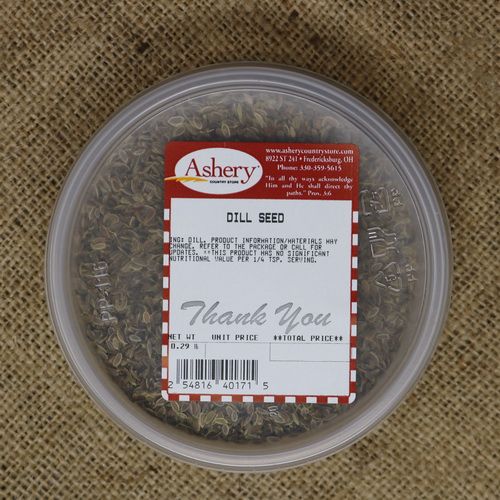 Ashery
COUNTRY STORE
www.asherycountrystore.com
8922 ST 241 • Fredericksburg, OH
Phone: 330-359-5615
"In all thy ways acknowledge
Him and He shall direct thy
paths." Prov. 3:6
DILL SEED
ING: DILL. PRODUCT INFORMATION/MATERIALS MAY
CHANGE. REFER TO THE PACKAGE OR CALL FOR
UPDATES. **THIS PRODUCT HAS NO SIGNIFICANT
NUTRITIONAL VALUE PER 1/4 TSP. SERVING.
Thank You
NET WT UNIT PRICE **TOTAL PRICE**
0.29 lb
2 54816 40171 5